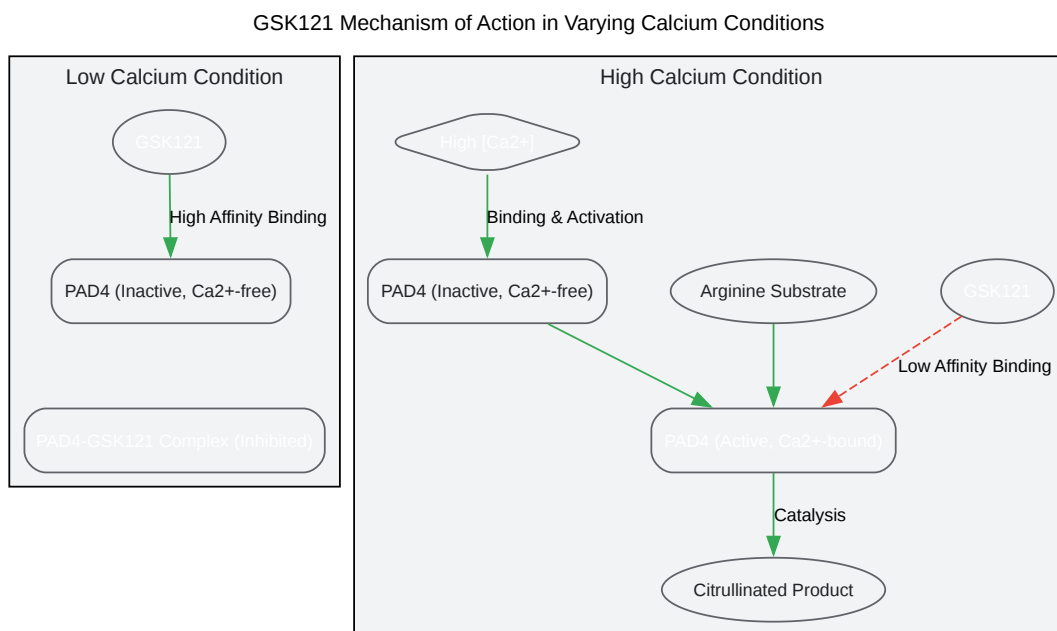 GSK121 Mechanism of Action in Varying Calcium Conditions
Low Calcium Condition
GSK121
High Affinity Binding
PAD4 (Inactive, Ca2+-free)
PAD4-GSK121 Complex (Inhibited)
High Calcium Condition
High [Ca2+]
Binding & Activation
PAD4 (Inactive, Ca2+-free)
Arginine Substrate
GSK121
Low Affinity Binding
PAD4 (Active, Ca2+-bound)
Catalysis
Citrullinated Product